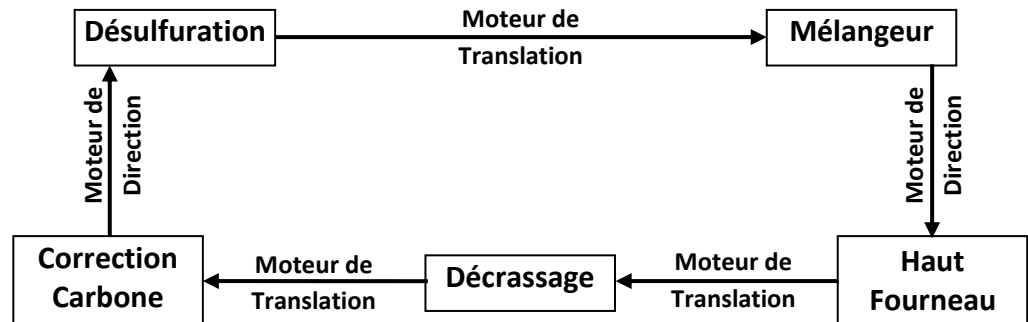 Désulfuration
Moteur de
Translation
Mélangeur
Moteur de
Direction
Moteur de
Direction
Correction
Carbone
Moteur de
Translation
Décrassage
Moteur de
Translation
Haut
Fourneau